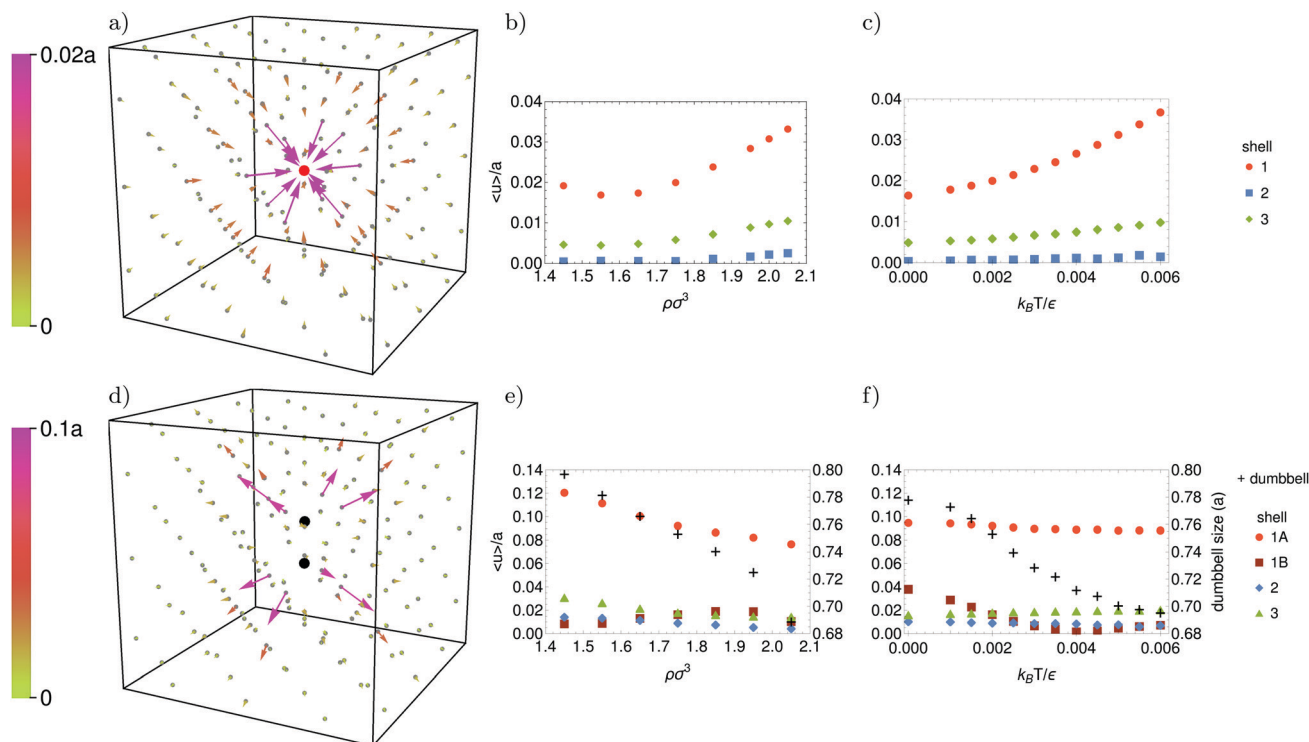 a)
0.02a
0
b)
<u>/a
0.04
0.03
0.02
0.01
0.00
1.4 1.5 1.6 1.7 1.8 1.9 2.0 2.1
ρσ³
c)
0.04
0.03
0.02
0.01
0.00
0.000 0.002 0.004 0.006
k_BT/ϵ
shell
1
2
3
d)
0.1a
0
e)
<u>/a
0.14
0.12
0.10
0.08
0.06
0.04
0.02
0.00
1.4 1.5 1.6 1.7 1.8 1.9 2.0 2.1
0.80
0.78
0.76
0.74
0.72
0.70
0.68
ρσ³
f)
0.14
0.12
0.10
0.08
0.06
0.04
0.02
0.00
0.000 0.002 0.004 0.006
0.80
0.78
0.76
0.74
0.72
0.70
0.68
dumbbell size (a)
k_BT/ϵ
+ dumbbell
shell
1A
1B
2
3